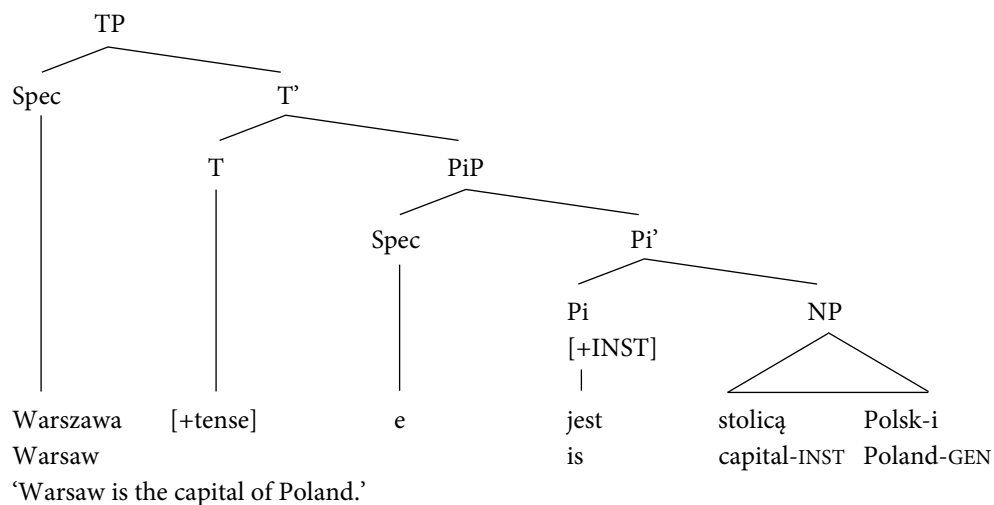 TP
Spec T’
T PiP
Spec Pi’
Pi NP
[+INST]
Warszawa [+tense] e jest stolicą Polsk-i
Warsaw is capital-INST Poland-GEN
‘Warsaw is the capital of Poland.’